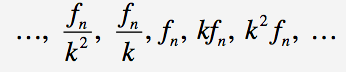 …, fₙ/k², fₙ/k, fₙ, kfₙ, k²fₙ, …